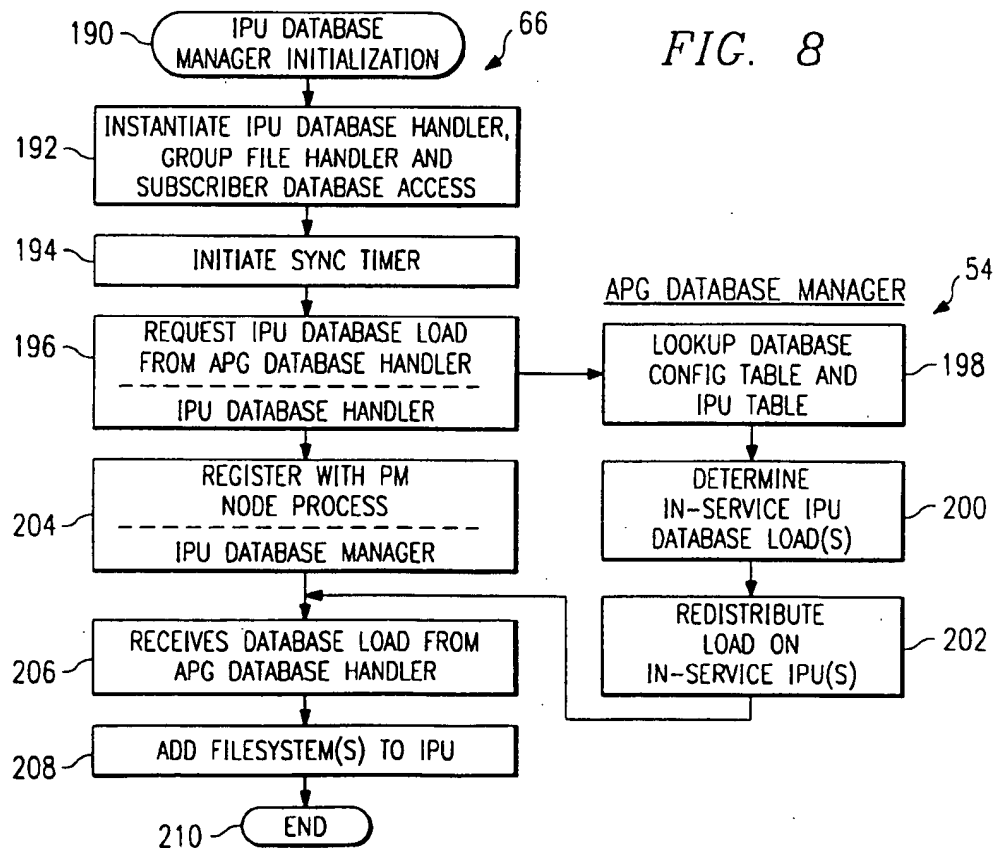 FIG. 8
66
190
IPU DATABASE
MANAGER INITIALIZATION
192
INSTANTIATE IPU DATABASE HANDLER,
GROUP FILE HANDLER AND
SUBSCRIBER DATABASE ACCESS
194
INITIATE SYNC TIMER
196
REQUEST IPU DATABASE LOAD
FROM APG DATABASE HANDLER
IPU DATABASE HANDLER
204
REGISTER WITH PM
NODE PROCESS
IPU DATABASE MANAGER
206
RECEIVES DATABASE LOAD FROM
APG DATABASE HANDLER
208
ADD FILESYSTEM(S) TO IPU
210
END
54
APG DATABASE MANAGER
LOOKUP DATABASE
CONFIG TABLE AND
IPU TABLE
198
DETERMINE
IN-SERVICE IPU
DATABASE LOAD(S)
200
REDISTRIBUTE
LOAD ON
IN-SERVICE IPU(S)
202